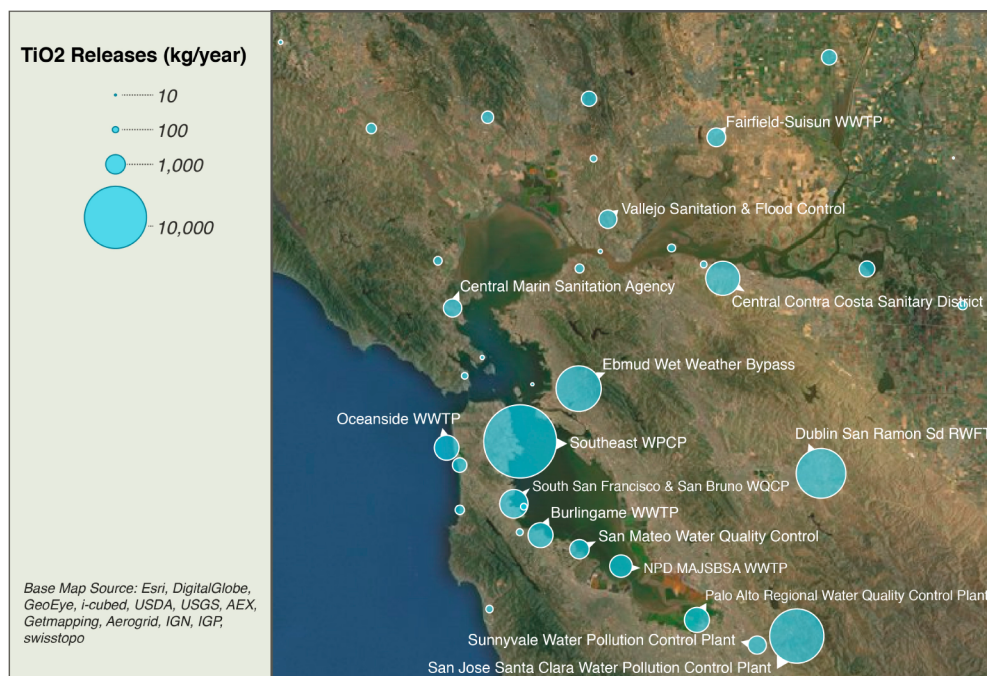 TiO2 Releases (kg/year)
10
100
1,000
10,000
Fairfield-Suisun WWTP
Vallejo Sanitation & Flood Control
Central Marin Sanitation Agency
Central Contra Costa Sanitary District
Ebmud Wet Weather Bypass
Oceanside WWTP
Dublin San Ramon Sd RWFT
Southeast WPCP
South San Francisco & San Bruno WQCP
Burlingame WWTP
San Mateo Water Quality Control
NPD MAJSBSA WWTP
Palo Alto Regional Water Quality Control Plant
Sunnyvale Water Pollution Control Plant
San Jose Santa Clara Water Pollution Control Plant
Base Map Source: Esri, DigitalGlobe,
GeoEye, i-cubed, USDA, USGS, AEX,
Getmapping, Aerogrid, IGN, IGP,
swisstopo